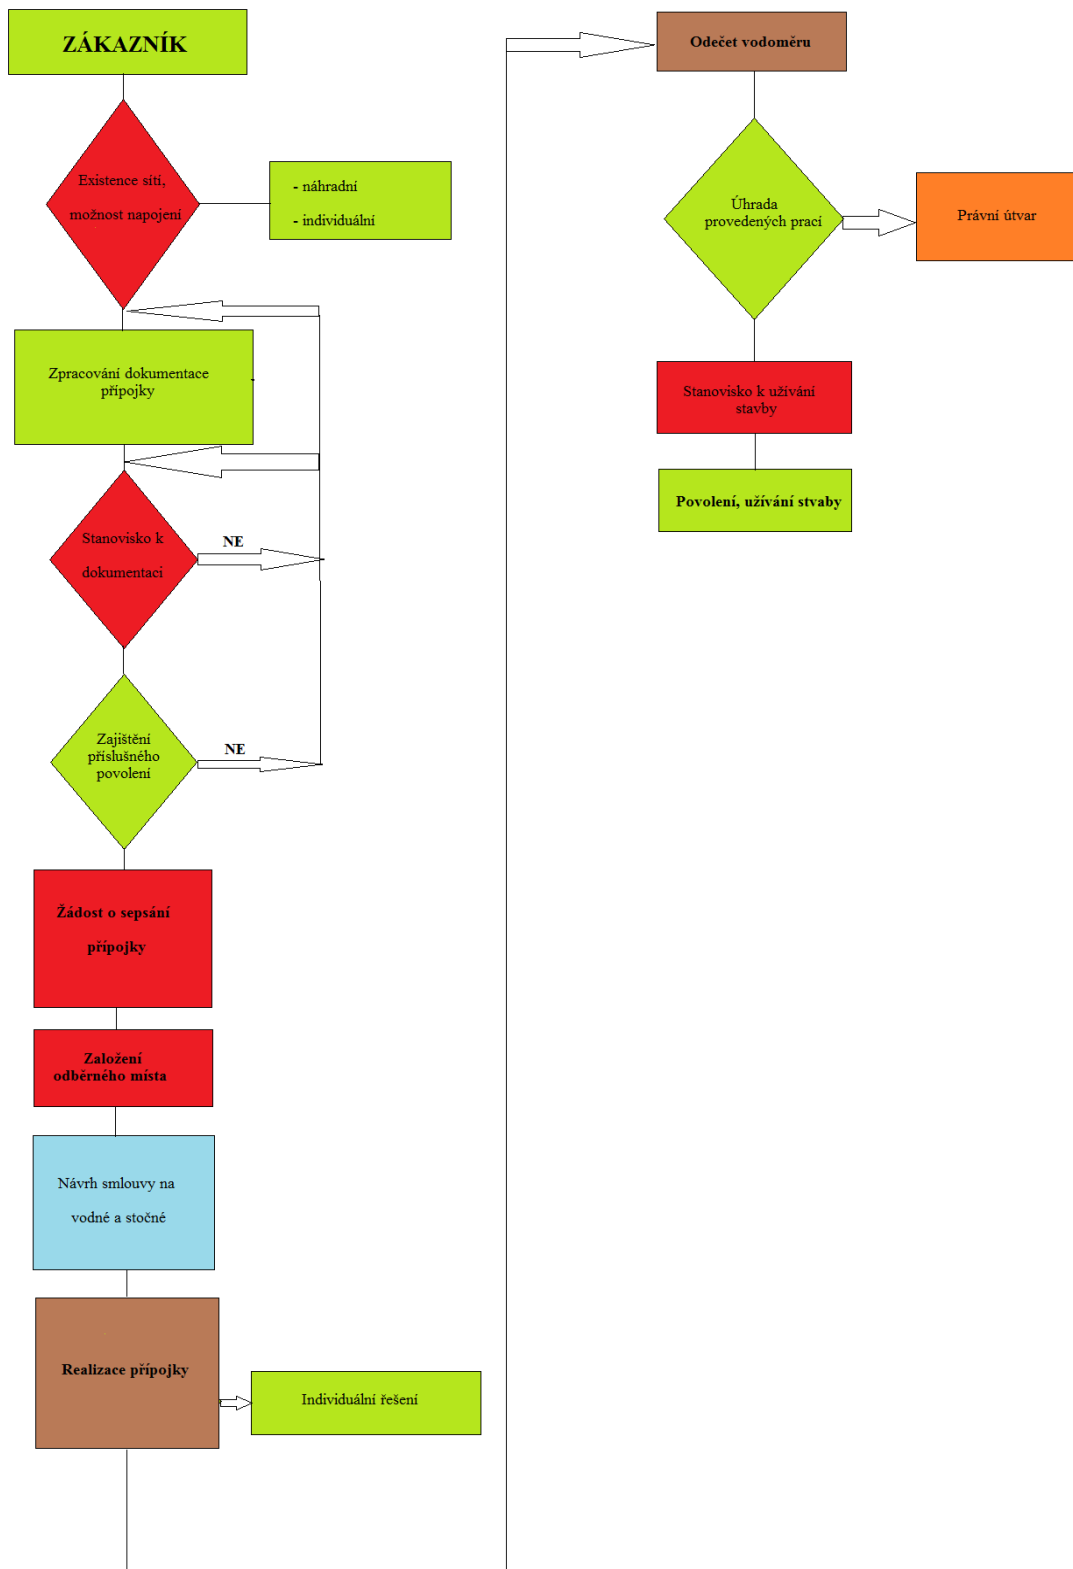 ZÁKAZNÍK
Existence sítí,
možnost napojení
- náhradní
- individuální
Zpracování dokumentace
přípojky
Stanovisko k
dokumentaci
NE
Zajištění
příslušného
povolení
NE
Žádost o sepsání
přípojky
Založení
odběrného místa
Návrh smlouvy na
vodné a stočné
Realizace přípojky
Individuální řešení
Odečet vodoměru
Úhrada
provedených prací
Právní útvar
Stanovisko k užívání
stavby
Povolení, užívání stvaby